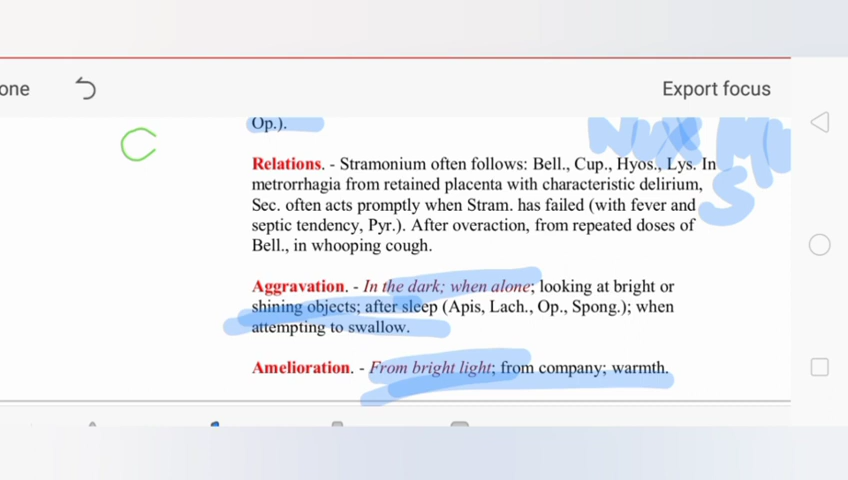 one
Export focus
Op.).
Nux M
S
C
Relations. - Stramonium often follows: Bell., Cup., Hyos., Lys. In
metrorrhagia from retained placenta with characteristic delirium,
Sec. often acts promptly when Stram. has failed (with fever and
septic tendency, Pyr.). After overaction, from repeated doses of
Bell., in whooping cough.
Aggravation. - In the dark; when alone; looking at bright or
shining objects; after sleep (Apis, Lach., Op., Spong.); when
attempting to swallow.
Amelioration. - From bright light; from company; warmth.